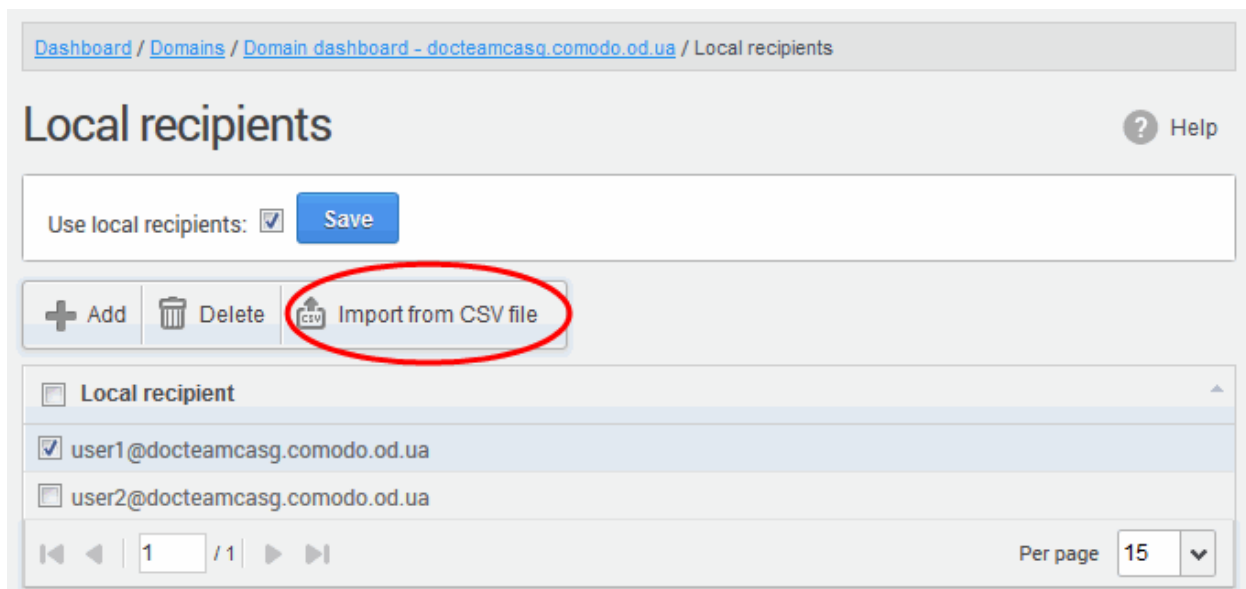 Dashboard / Domains / Domain dashboard - docteamcasg.comodo.od.ua / Local recipients
Local recipients
? Help
Use local recipients: Save
Add Delete CSV Import from CSV file
Local recipient
user1@docteamcasg.comodo.od.ua
user2@docteamcasg.comodo.od.ua
1 / 1 Per page 15